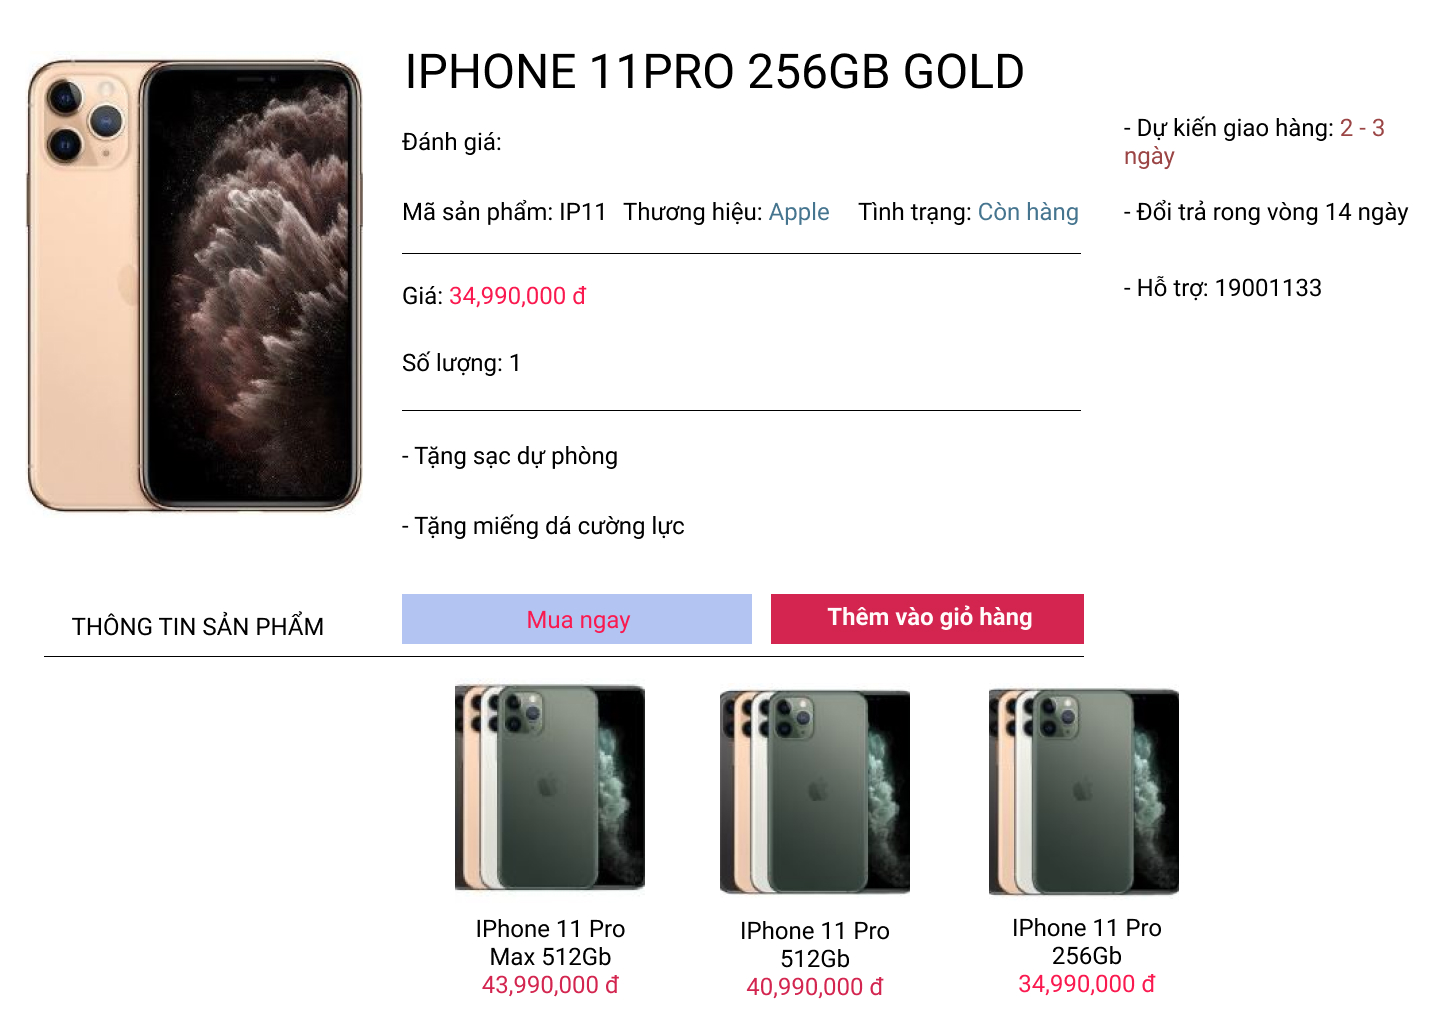 IPHONE 11PRO 256GB GOLD
Đánh giá:
Mã sản phẩm: IP11 Thương hiệu: Apple Tình trạng: Còn hàng
Giá: 34,990,000 đ
Số lượng: 1
- Tặng sạc dự phòng
- Tặng miếng dá cường lực
- Dự kiến giao hàng: 2 - 3
ngày
- Đổi trả rong vòng 14 ngày
- Hỗ trợ: 19001133
Mua ngay
Thêm vào giỏ hàng
THÔNG TIN SẢN PHẨM
IPhone 11 Pro
Max 512Gb
43,990,000 đ
IPhone 11 Pro
512Gb
40,990,000 đ
IPhone 11 Pro
256Gb
34,990,000 đ